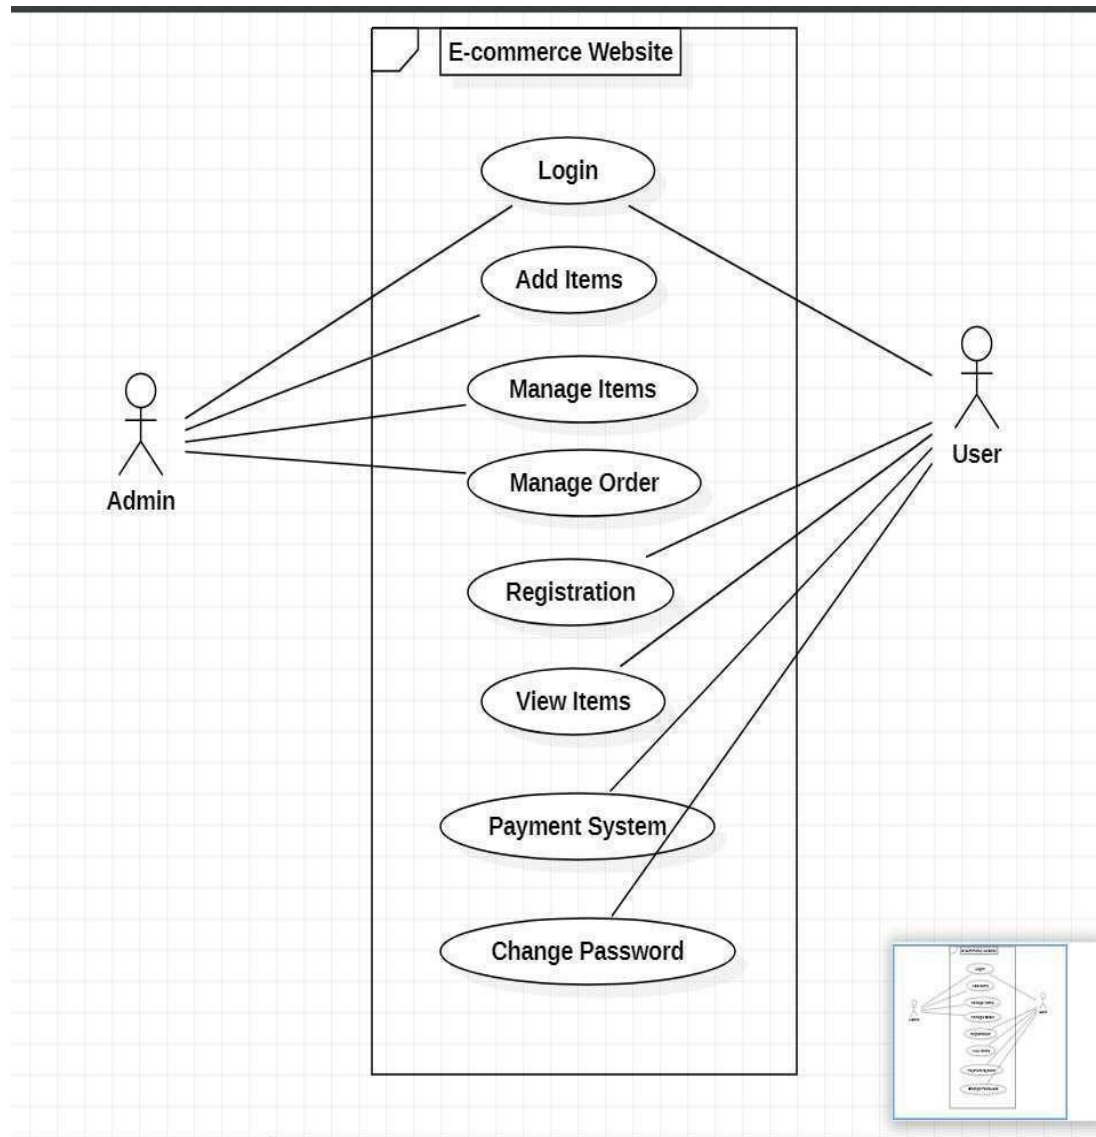 E-commerce Website
Login
Add Items
Manage Items
Manage Order
Registration
View Items
Payment System
Change Password
Admin
User